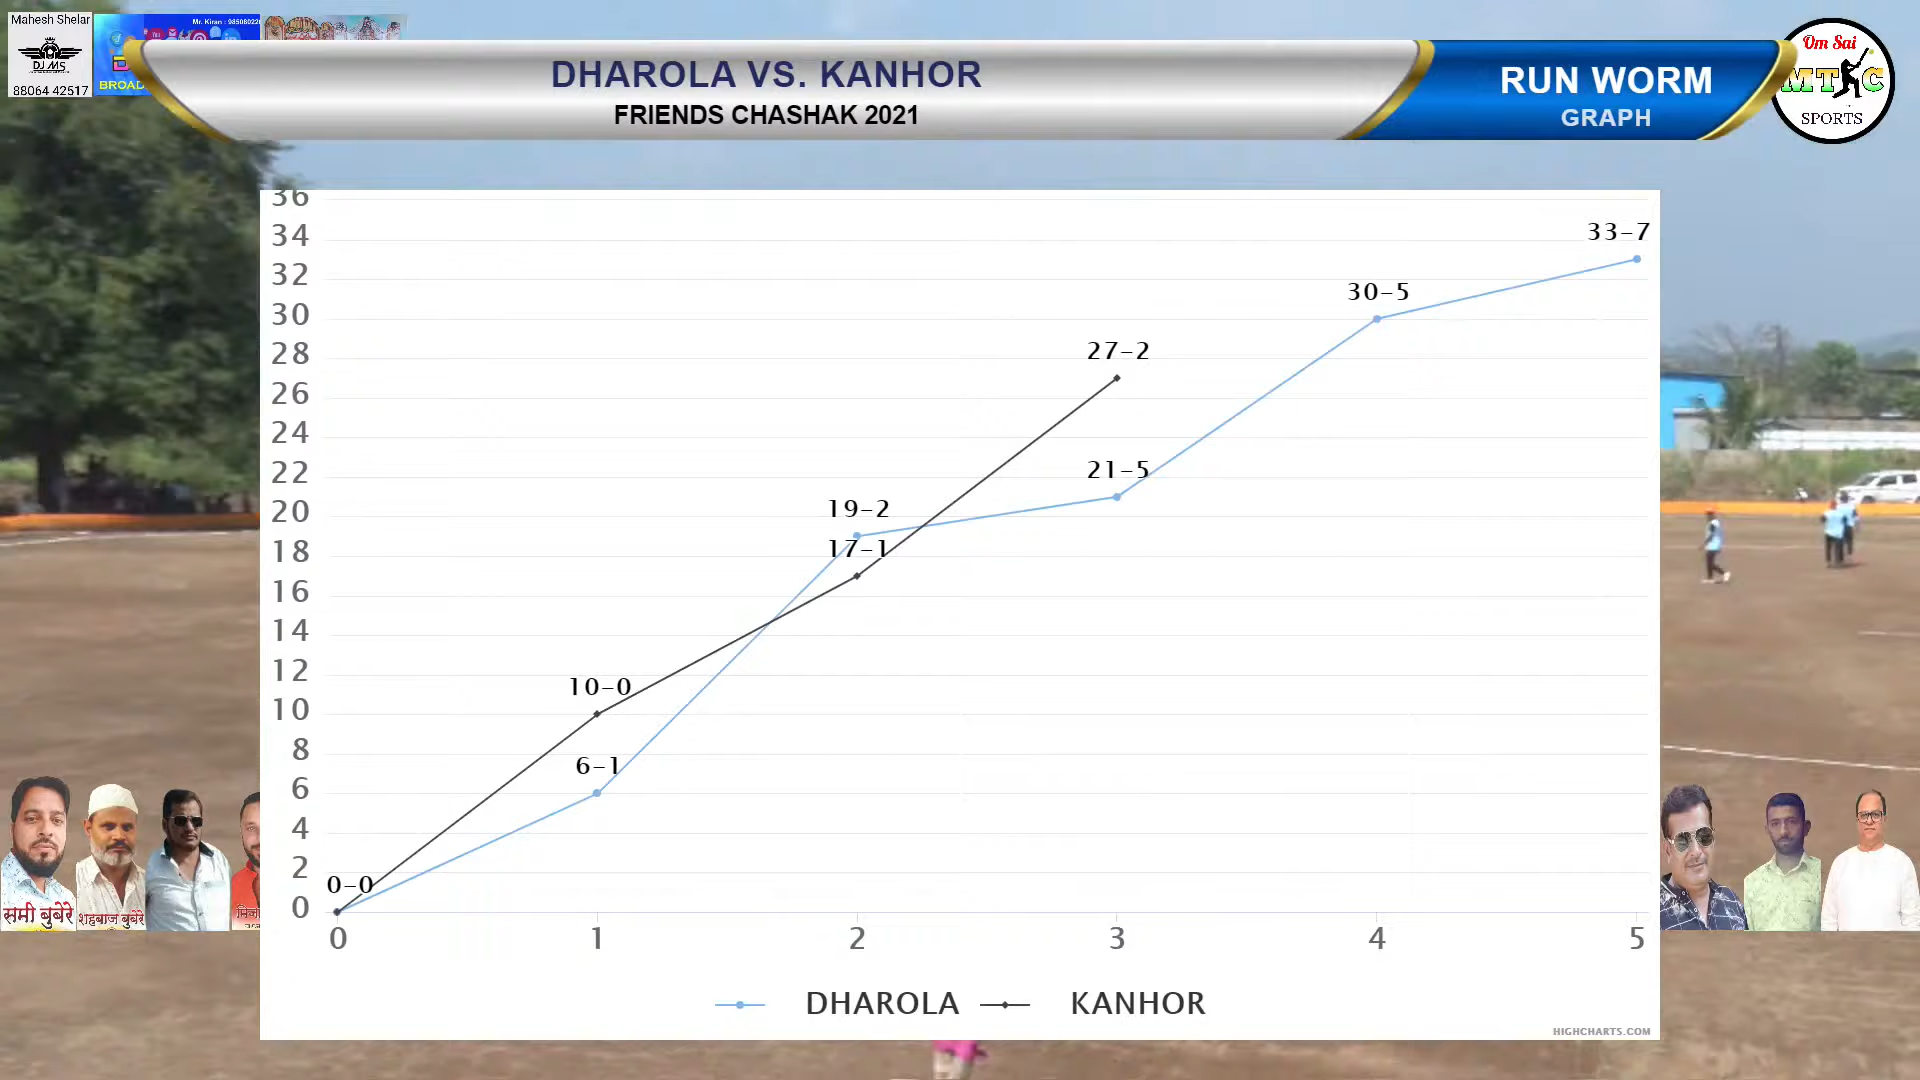 Mahesh Shelar
DJ MS
88064 42517
BROAD
DHAROLA VS. KANHOR
FRIENDS CHASHAK 2021
RUN WORM
GRAPH
Om Sai
MTC
SPORTS
36
34
32
30
28
26
24
22
20
18
16
14
12
10
8
6
4
2
0
33-7
30-5
27-2
21-5
19-2
17-1
10-0
6-1
0-0
0 1 2 3 4 5
DHAROLA KANHOR
HIGHCHARTS.COM
समी बुबेरे
शहबाज बुबेरे